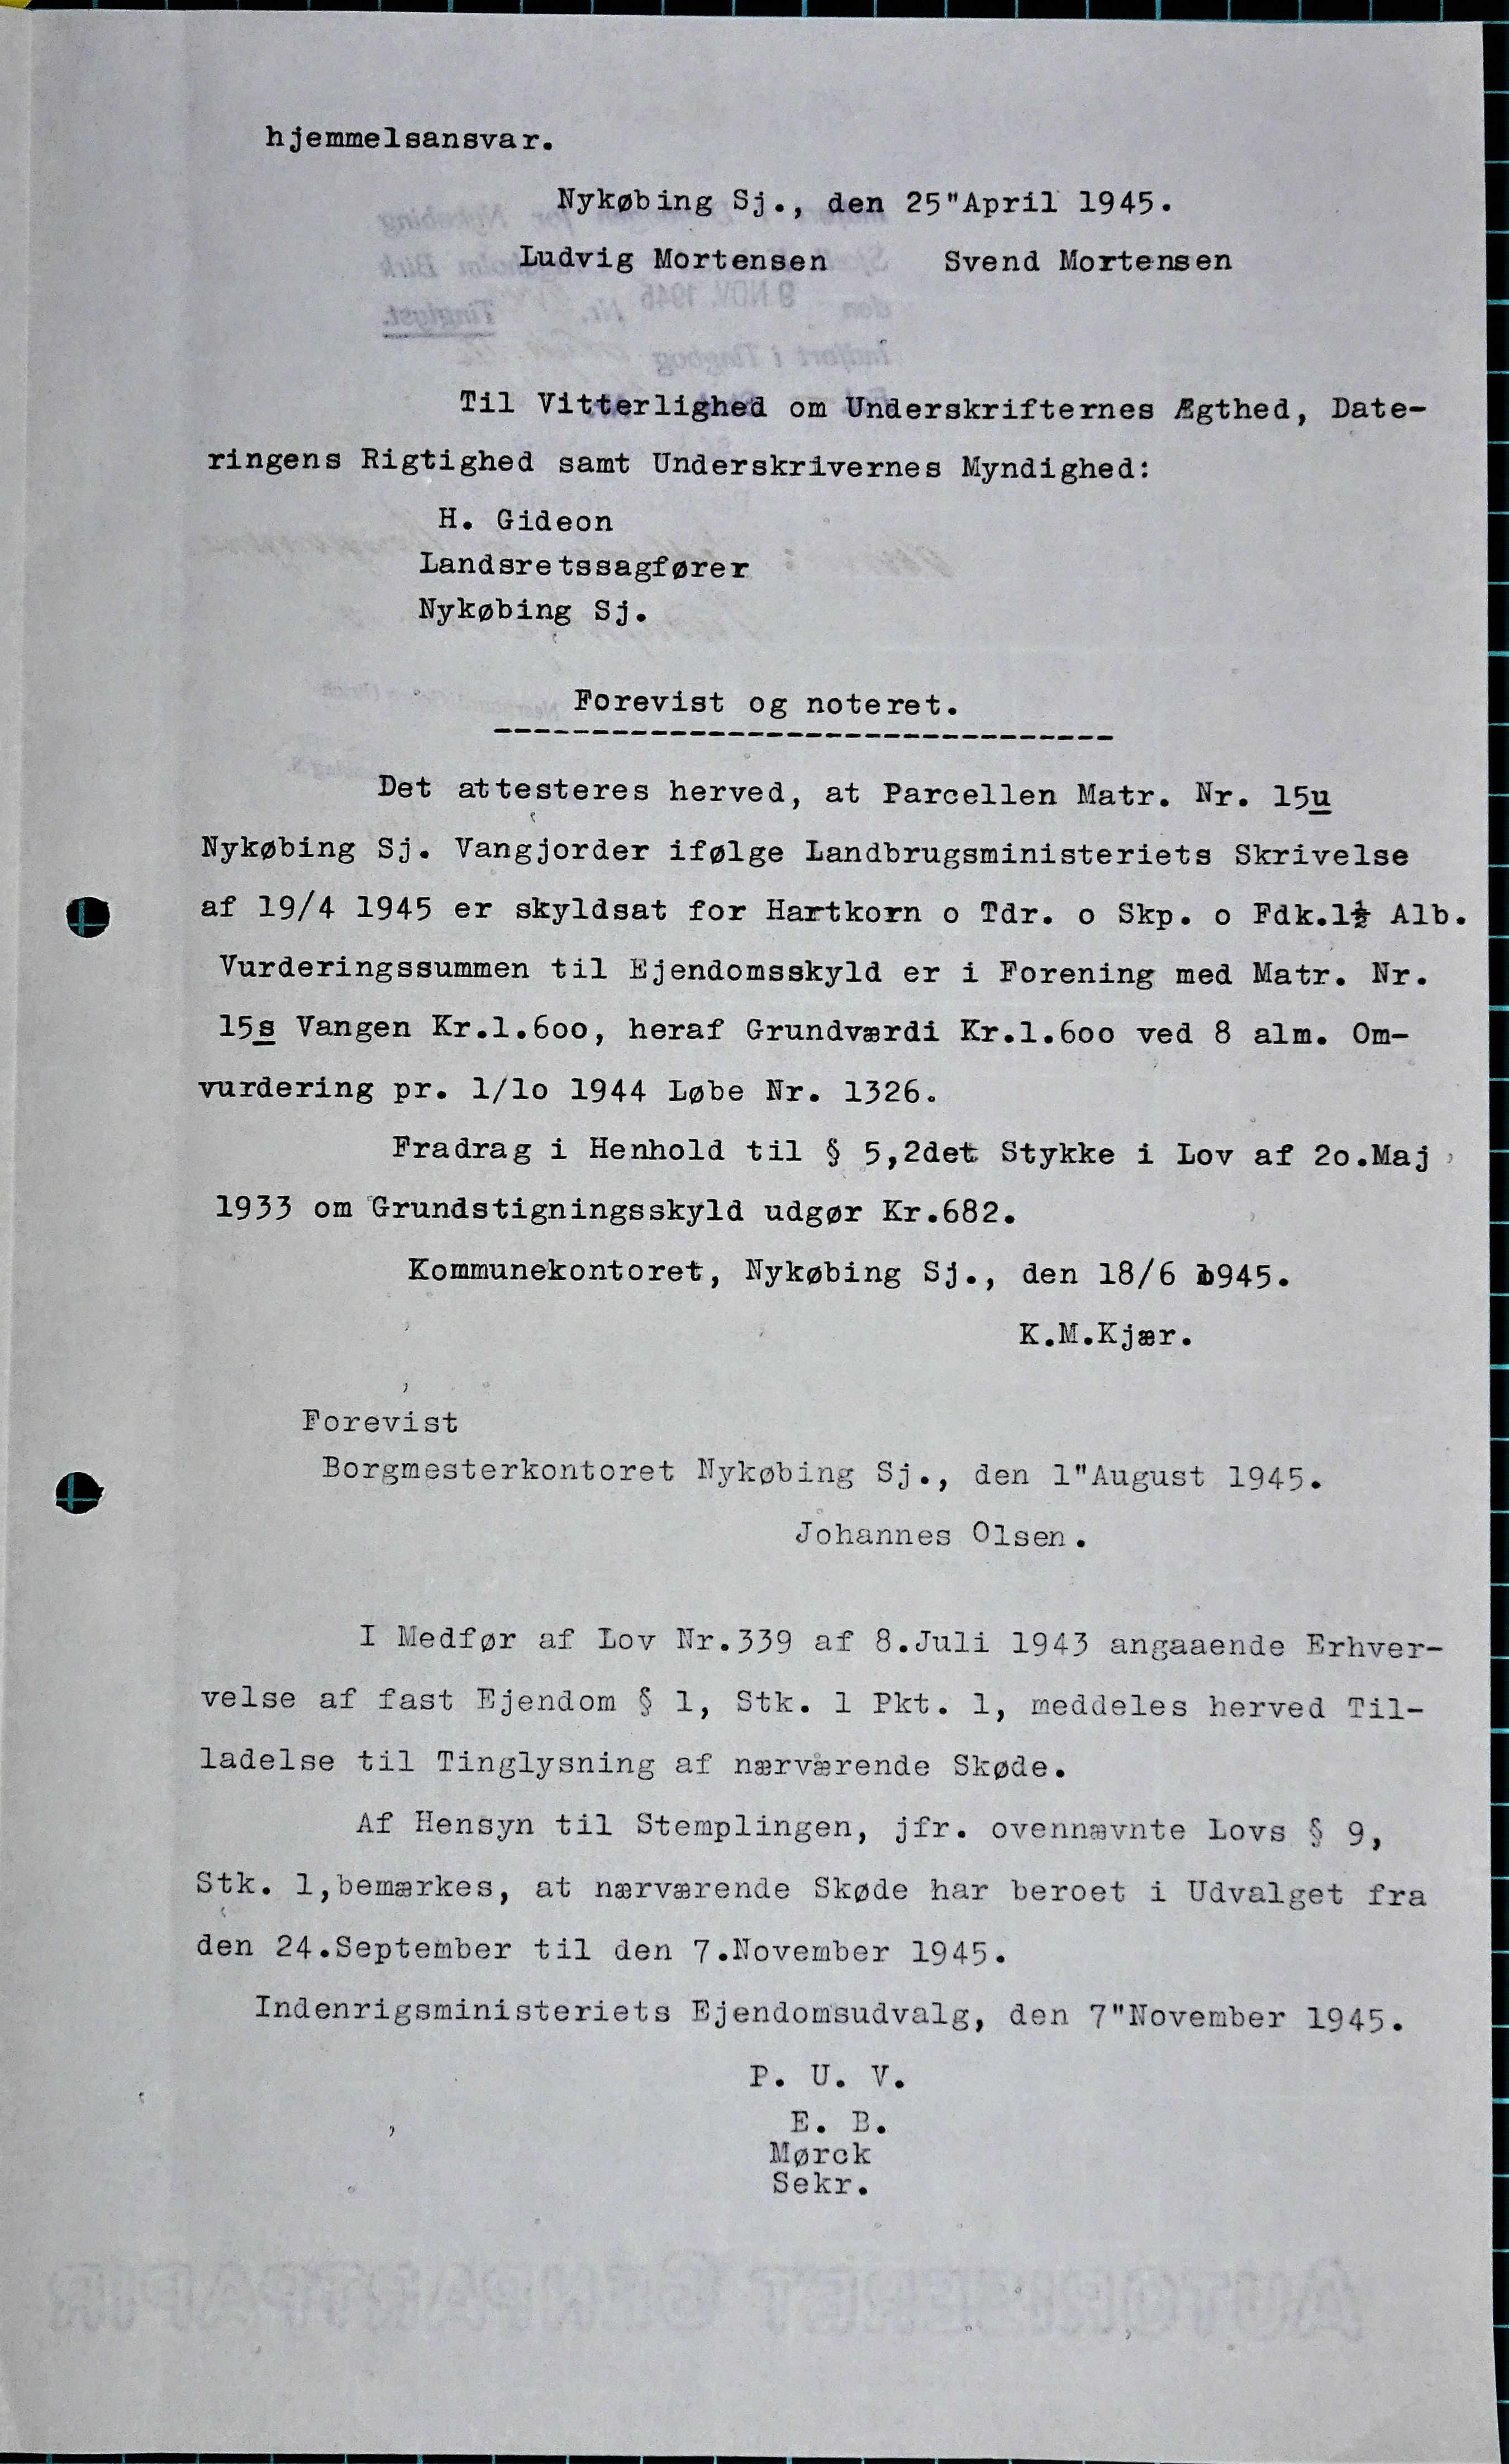 hjemmelsansvar.
Nykøbing Sj., den 25"April 1945.
Ludvig Mortensen Svend Mortensen
Til Vitterlighed om Underskrifternes Ægthed, Date-
ringens Rigtighed samt Underskrivernes Myndighed:
H. Gideon
Landsretssagfører
Nykøbing Sj.
Forevist og noteret.
--------------------------------
Det attesteres herved, at Parcellen Matr. Nr. 15u
Nykøbing Sj. Vangjorder ifølge Landbrugsministeriets Skrivelse
af 19/4 1945 er skyldsat for Hartkorn o Tdr. o Skp. o Fdk.1½ Alb.
Vurderingssummen til Ejendomsskyld er i Forening med Matr. Nr.
15s Vangen Kr.1.6oo, heraf Grundværdi Kr.1.6oo ved 8 alm. Om-
vurdering pr. 1/1o 1944 Løbe Nr. 1326.
Fradrag i Henhold til § 5,2det Stykke i Lov af 2o.Maj
1933 om Grundstigningsskyld udgør Kr.682.
Kommunekontoret, Nykøbing Sj., den 18/6 1945.
K.M.Kjær.
Forevist
Borgmesterkontoret Nykøbing Sj., den 1"August 1945.
Johannes Olsen.
I Medfør af Lov Nr.339 af 8.Juli 1943 angaaende Erhver-
velse af fast Ejendom § 1, Stk. 1 Pkt. 1, meddeles herved Til-
ladelse til Tinglysning af nærværende Skøde.
Af Hensyn til Stemplingen, jfr. ovennævnte Lovs § 9,
Stk. 1,bemærkes, at nærværende Skøde har beroet i Udvalget fra
den 24.September til den 7.November 1945.
Indenrigsministeriets Ejendomsudvalg, den 7"November 1945.
P. U. V.
E. B.
Mørck
Sekr.